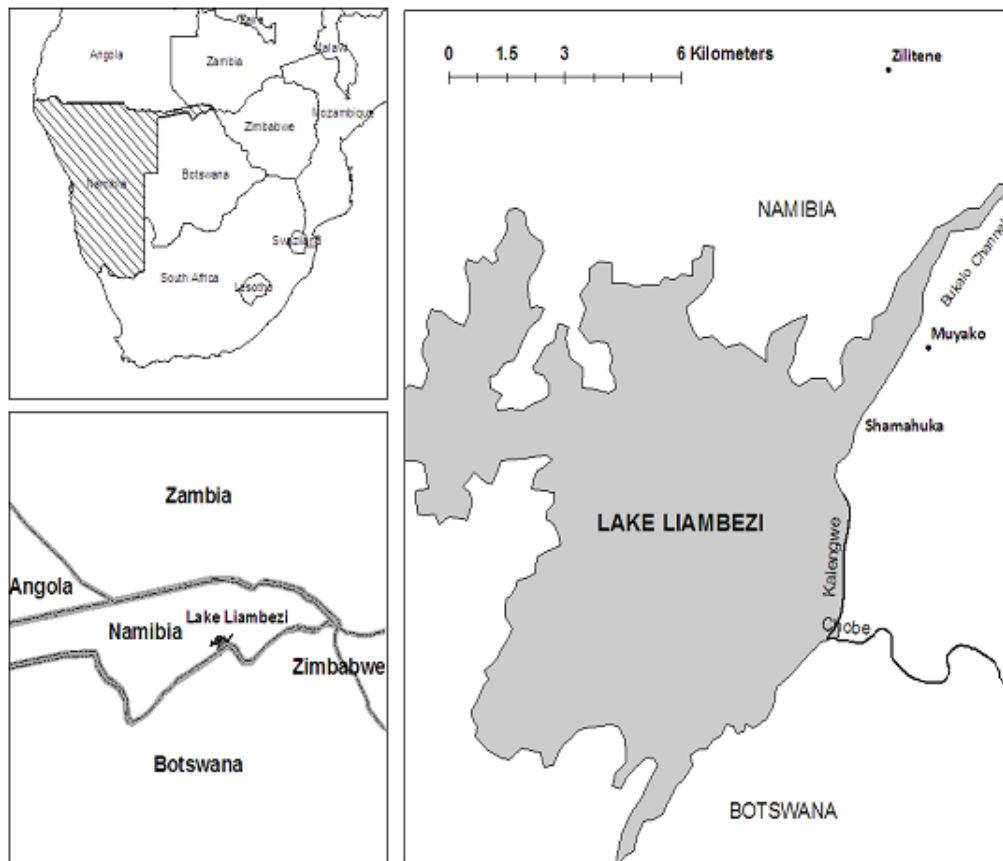 Zaire
Angola
Zambia
Malawi
Mozambique
Zimbabwe
Namibia
Botswana
Swaziland
South Africa
Lesotho
Zambia
Angola
Lake Liambezi
Namibia
Zimbabwe
Botswana
0 1.5 3 6 Kilometers
Zilitene
NAMIBIA
Bukalo Channel
Muyako
Shamahuka
LAKE LIAMBEZI
Kalengwe
Chobe
BOTSWANA